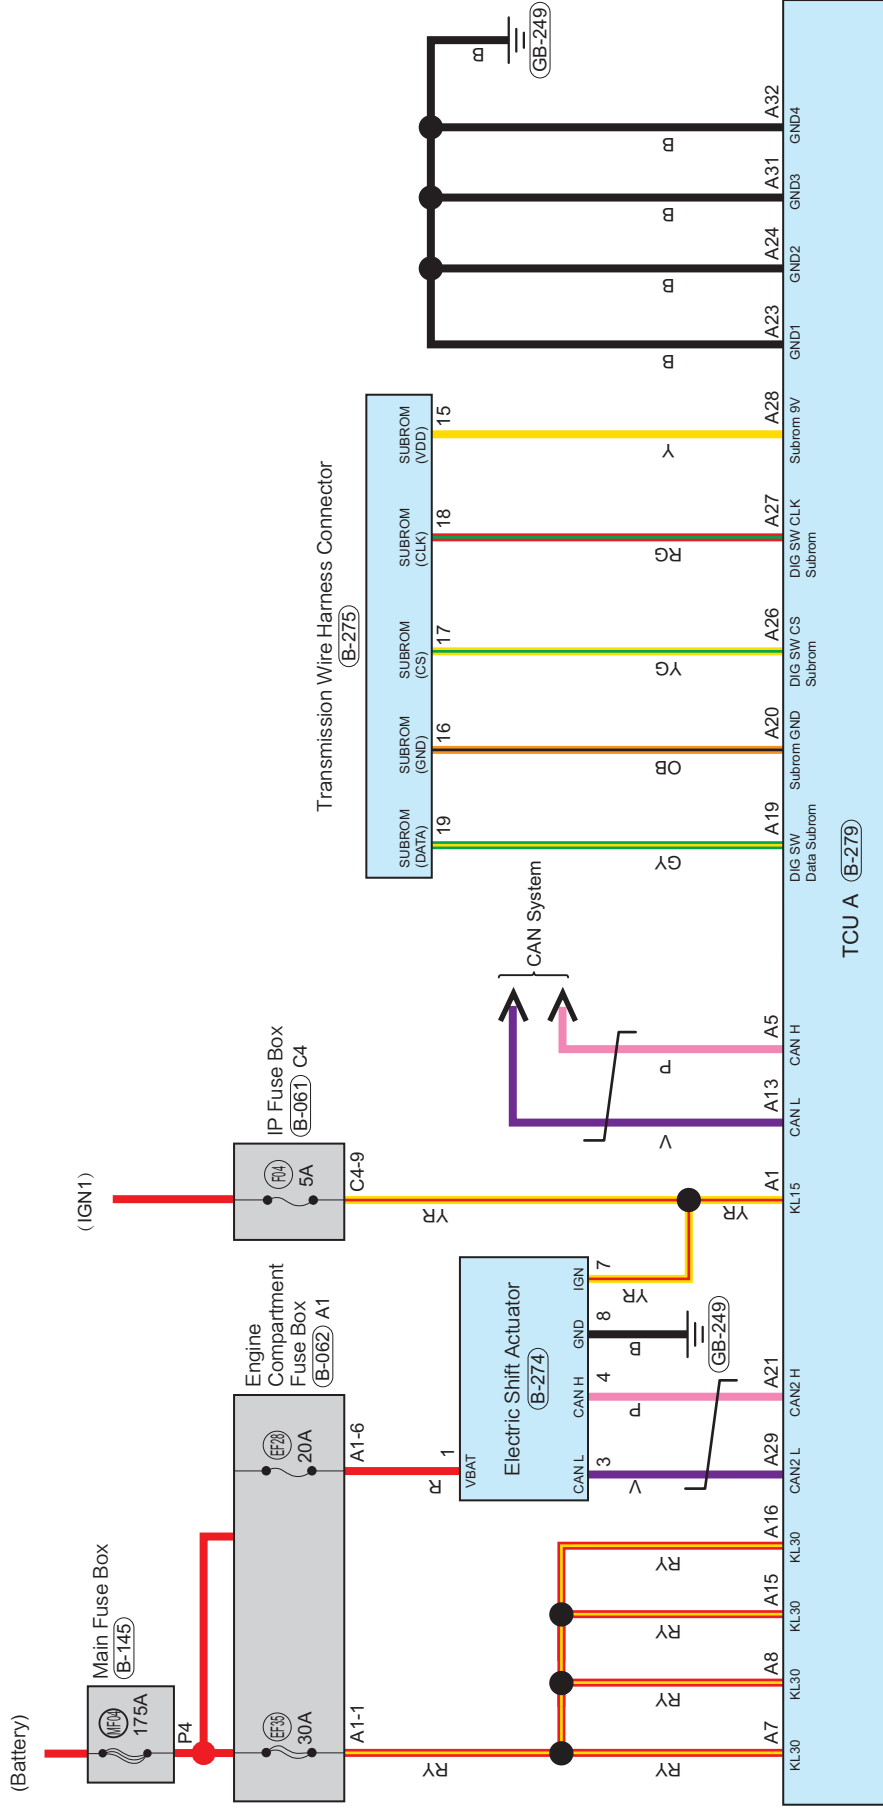 (Battery)
Main Fuse Box
B-145
MF04
175A
P4
Engine
Compartment
Fuse Box
B-062 A1
EF35
30A
A1-1
EF28
20A
A1-6
(IGN1)
IP Fuse Box
B-061 C4
F04
5A
C4-9
RY
R
YR
1
VBAT
Electric Shift Actuator
B-274
CAN L
CAN H
GND
IGN
3
4
8
7
V
P
B
YR
GB-249
YR
CAN System
V
P
Transmission Wire Harness Connector
B-275
SUBROM
(DATA)
SUBROM
(GND)
SUBROM
(CS)
SUBROM
(CLK)
SUBROM
(VDD)
19
16
17
18
15
GY
OB
YG
RG
Y
B
GB-249
RY
RY
RY
RY
B
B
B
B
A7
A8
A15
A16
A29
A21
A1
A13
A5
A19
A20
A26
A27
A28
A23
A24
A31
A32
KL30
KL30
KL30
KL30
CAN2 L
CAN2 H
KL15
CAN L
CAN H
DIG SW
Data Subrom
Subrom GND
DIG SW CS
Subrom
DIG SW CLK
Subrom
Subrom 9V
GND1
GND2
GND3
GND4
TCU A B-279